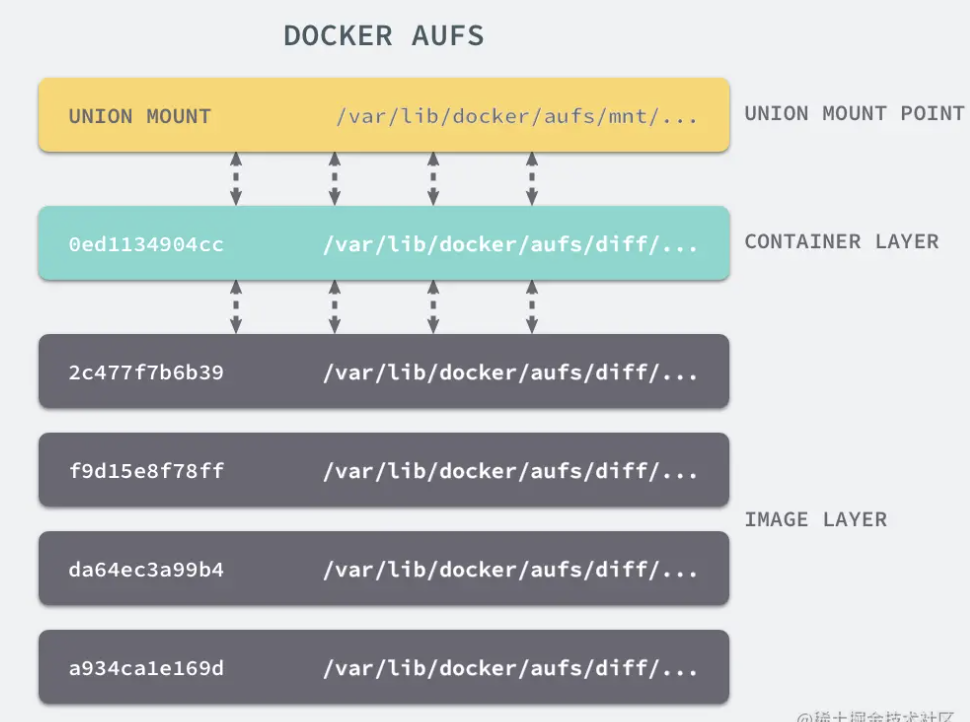 DOCKER AUFS
UNION MOUNT /var/lib/docker/aufs/mnt/... UNION MOUNT POINT
0ed1134904cc /var/lib/docker/aufs/diff/... CONTAINER LAYER
2c477f7b6b39 /var/lib/docker/aufs/diff/...
f9d15e8f78ff /var/lib/docker/aufs/diff/...
IMAGE LAYER
da64ec3a99b4 /var/lib/docker/aufs/diff/...
a934ca1e169d /var/lib/docker/aufs/diff/...
@稀土掘金技术社区